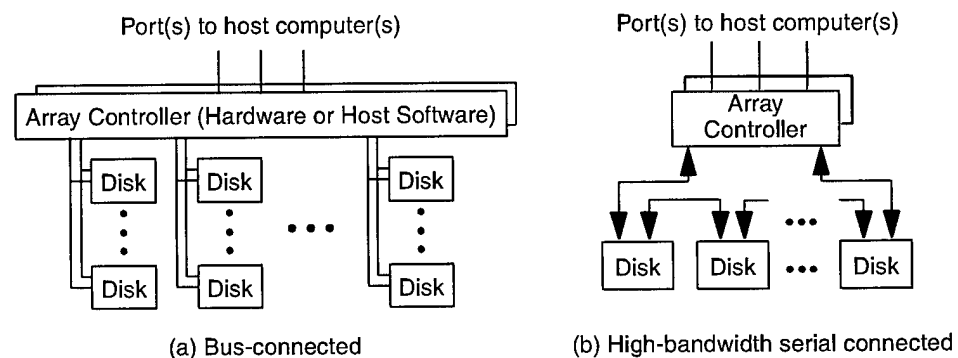 Port(s) to host computer(s)
Array Controller (Hardware or Host Software)
Disk
Disk
Disk
Disk
Disk
Disk
(a) Bus-connected
Port(s) to host computer(s)
Array
Controller
Disk
Disk
Disk
(b) High-bandwidth serial connected